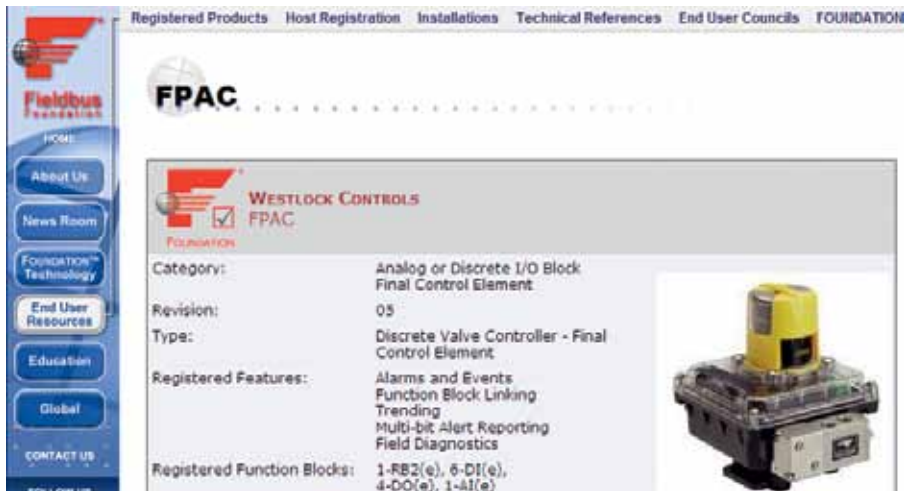 Registered Products Host Registration Installations Technical References End User Councils FOUNDATION
Fieldbus
Foundation
HOME
About Us
News Room
FOUNDATION™
Technology
End User
Resources
Education
Global
CONTACT US
FOLLOW US
FPAC
WESTLOCK CONTROLS
FPAC
FOUNDATION
Category: Analog or Discrete I/O Block
Final Control Element
Revision: 05
Type: Discrete Valve Controller - Final
Control Element
Registered Features: Alarms and Events
Function Block Linking
Trending
Multi-bit Alert Reporting
Field Diagnostics
Registered Function Blocks: 1-RB2(e), 6-DI(e),
4-DO(e), 1-AI(e)